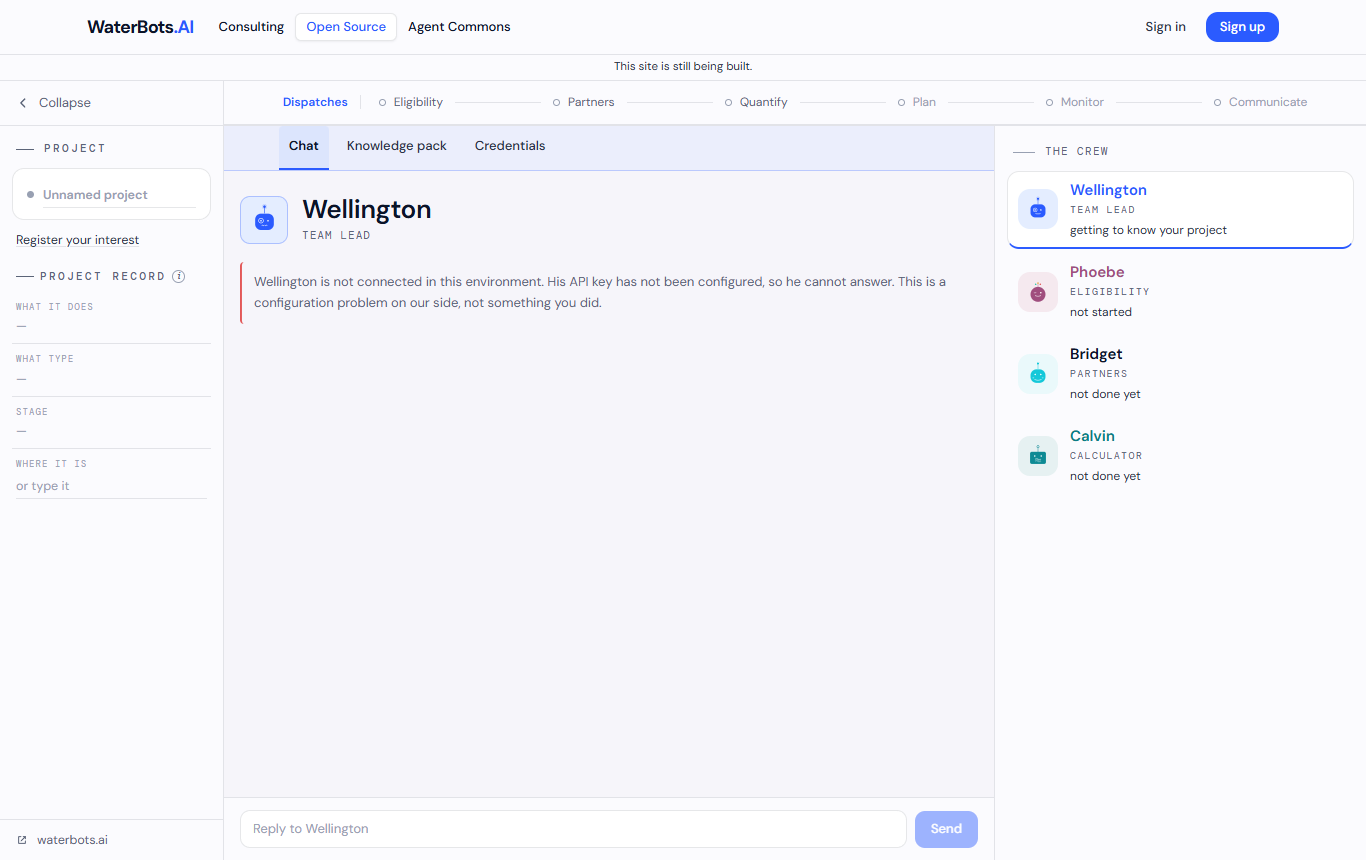 WaterBots.AI
Consulting
Open Source
Agent Commons
Sign in
Sign up
This site is still being built.
Collapse
Dispatches
Eligibility
Partners
Quantify
Plan
Monitor
Communicate
PROJECT
Unnamed project
Register your interest
PROJECT RECORD i
WHAT IT DOES
—
WHAT TYPE
—
STAGE
—
WHERE IT IS
or type it
waterbots.ai
Chat
Knowledge pack
Credentials
Wellington
TEAM LEAD
Wellington is not connected in this environment. His API key has not been configured, so he cannot answer. This is a
configuration problem on our side, not something you did.
Reply to Wellington
Send
THE CREW
Wellington
TEAM LEAD
getting to know your project
Phoebe
ELIGIBILITY
not started
Bridget
PARTNERS
not done yet
Calvin
CALCULATOR
not done yet